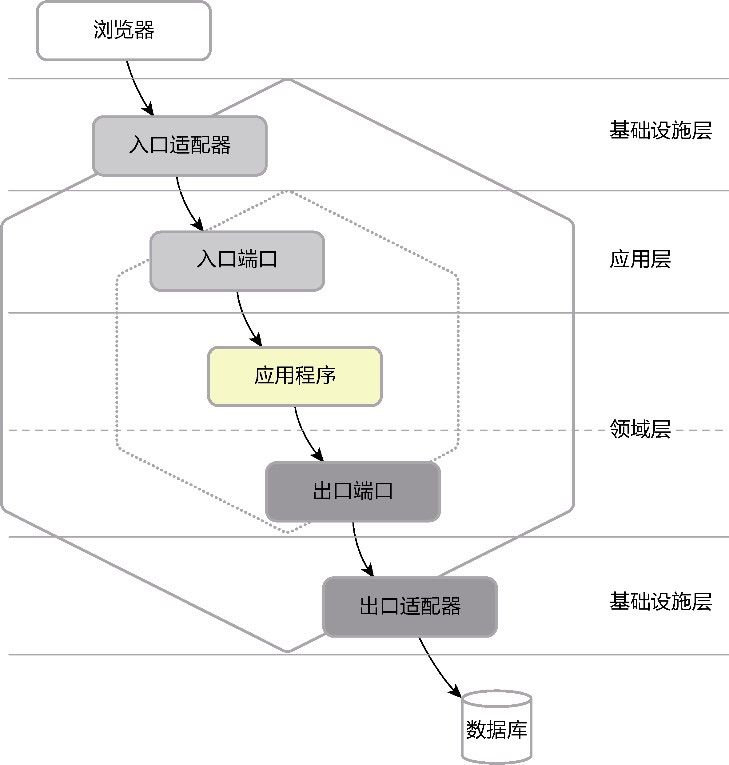 浏览器
基础设施层
入口适配器
入口端口
应用层
应用程序
领域层
出口端口
基础设施层
出口适配器
数据库